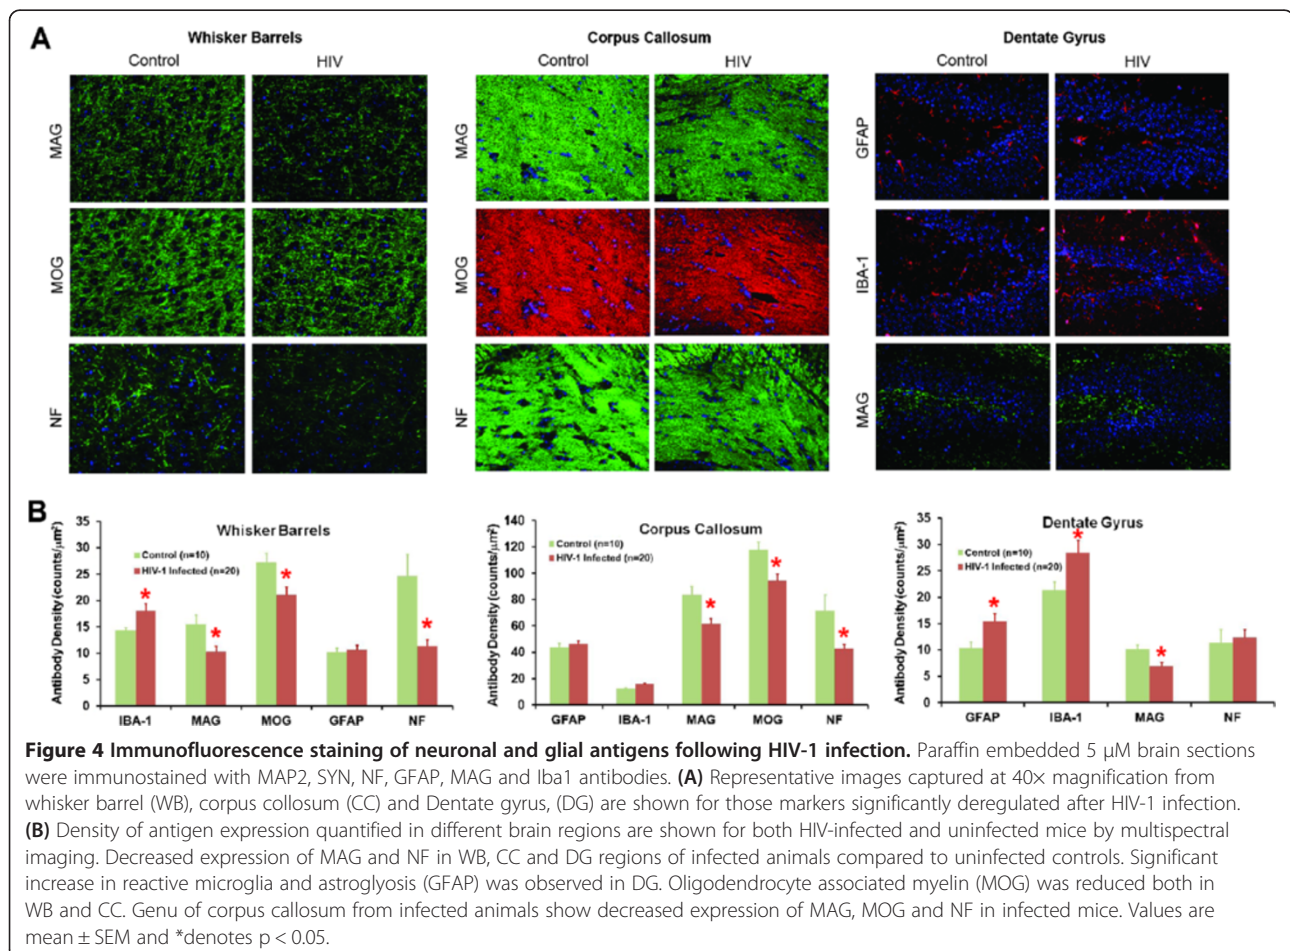 A
Whisker Barrels
Control HIV
MAG
MOG
NF
Corpus Callosum
Control HIV
MAG
MOG
NF
Dentate Gyrus
Control HIV
GFAP
IBA-1
MAG
B
Whisker Barrels
Antibody Density (counts/μm²)
35
30
25
20
15
10
5
0
Control (n=10)
HIV-1 Infected (n=20)
* * * *
IBA-1 MAG MOG GFAP NF
Corpus Callosum
Antibody Density (counts/μm²)
140
120
100
80
60
40
20
0
Control (n=10)
HIV-1 Infected (n=20)
* * *
GFAP IBA-1 MAG MOG NF
Dentate Gyrus
Antibody Density (counts/μm²)
35
30
25
20
15
10
5
0
Control (n=10)
HIV-1 Infected (n=20)
* * *
GFAP IBA-1 MAG NF
Figure 4 Immunofluorescence staining of neuronal and glial antigens following HIV-1 infection. Paraffin embedded 5 μM brain sections
were immunostained with MAP2, SYN, NF, GFAP, MAG and Iba1 antibodies. (A) Representative images captured at 40× magnification from
whisker barrel (WB), corpus collosum (CC) and Dentate gyrus, (DG) are shown for those markers significantly deregulated after HIV-1 infection.
(B) Density of antigen expression quantified in different brain regions are shown for both HIV-infected and uninfected mice by multispectral
imaging. Decreased expression of MAG and NF in WB, CC and DG regions of infected animals compared to uninfected controls. Significant
increase in reactive microglia and astroglyosis (GFAP) was observed in DG. Oligodendrocyte associated myelin (MOG) was reduced both in
WB and CC. Genu of corpus callosum from infected animals show decreased expression of MAG, MOG and NF in infected mice. Values are
mean ± SEM and *denotes p < 0.05.